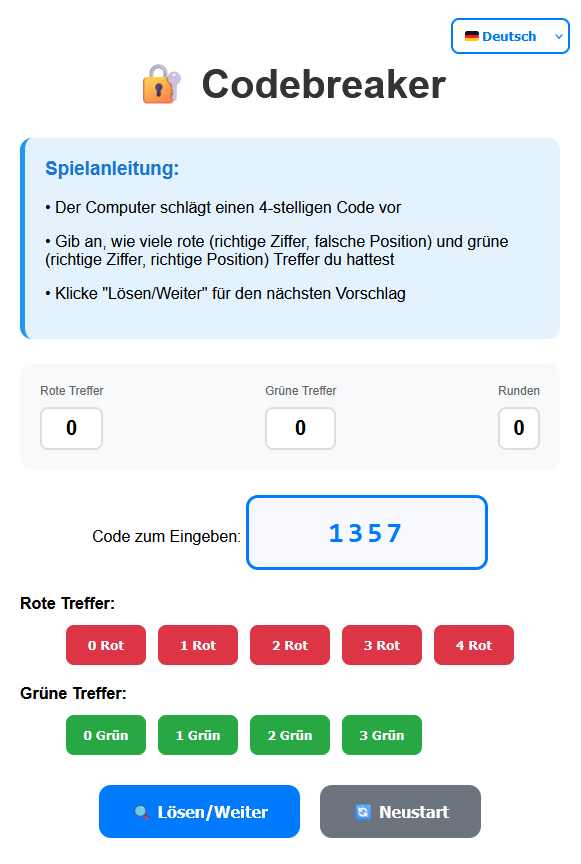 Deutsch
Codebreaker
Spielanleitung:
• Der Computer schlägt einen 4-stelligen Code vor
• Gib an, wie viele rote (richtige Ziffer, falsche Position) und grüne
(richtige Ziffer, richtige Position) Treffer du hattest
• Klicke "Lösen/Weiter" für den nächsten Vorschlag
Rote Treffer Grüne Treffer Runden
0 0 0
Code zum Eingeben: 1357
Rote Treffer:
0 Rot 1 Rot 2 Rot 3 Rot 4 Rot
Grüne Treffer:
0 Grün 1 Grün 2 Grün 3 Grün
Lösen/Weiter Neustart